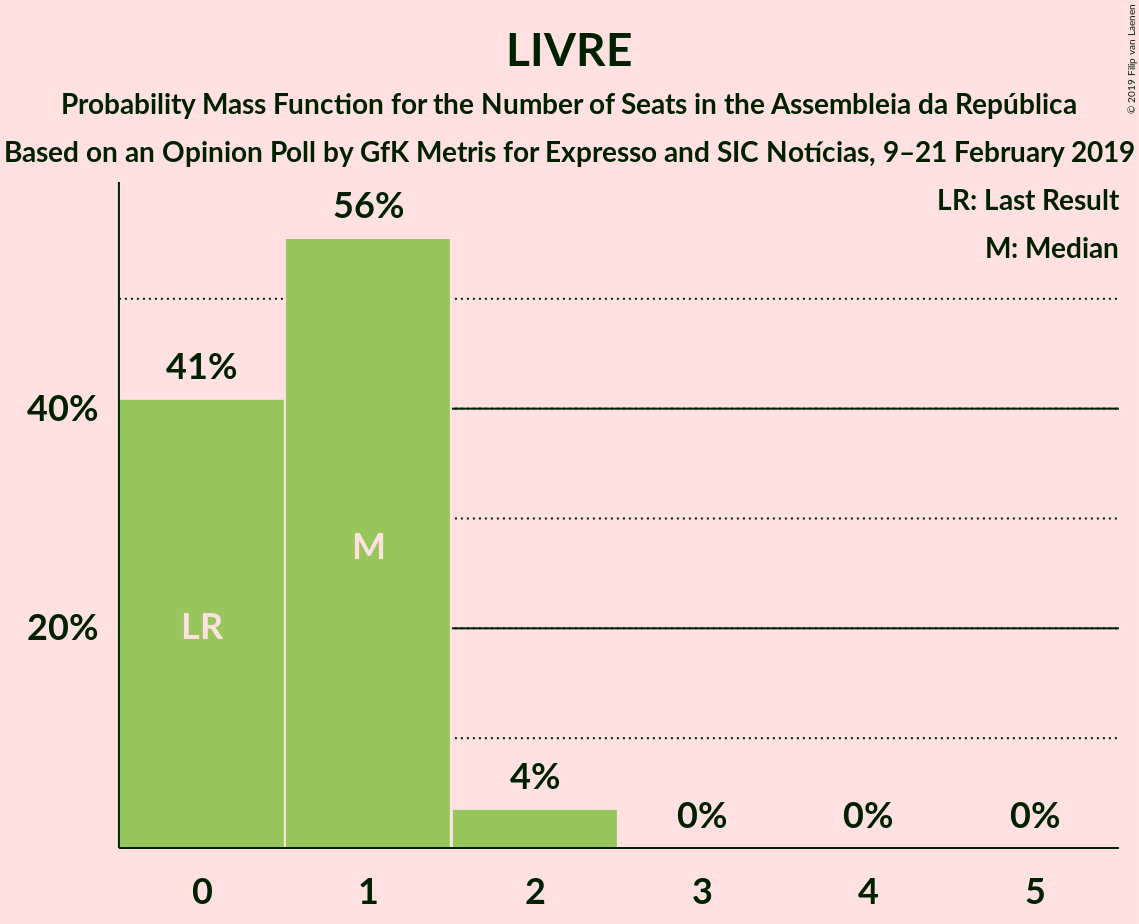 LIVRE
Probability Mass Function for the Number of Seats in the Assembleia da República
Based on an Opinion Poll by GfK Metris for Expresso and SIC Notícias, 9–21 February 2019
© 2019 Filip van Laenen
LR: Last Result
M: Median
56%
41%
40%
M
LR
20%
4%
0%
0%
0%
0
1
2
3
4
5